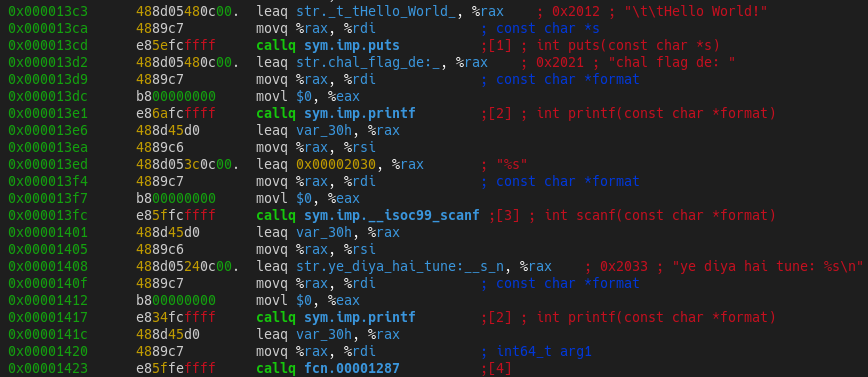 0x000013c3 488d05480c00. leaq str._t_tHello_World_, %rax ; 0x2012 ; "\t\tHello World!"
0x000013ca 4889c7 movq %rax, %rdi ; const char *s
0x000013cd e85efcffff callq sym.imp.puts ;[1] ; int puts(const char *s)
0x000013d2 488d05480c00. leaq str.chal_flag_de:_, %rax ; 0x2021 ; "chal flag de: "
0x000013d9 4889c7 movq %rax, %rdi ; const char *format
0x000013dc b800000000 movl $0, %eax
0x000013e1 e86afcffff callq sym.imp.printf ;[2] ; int printf(const char *format)
0x000013e6 488d45d0 leaq var_30h, %rax
0x000013ea 4889c6 movq %rax, %rsi
0x000013ed 488d053c0c00. leaq 0x00002030, %rax ; "%s"
0x000013f4 4889c7 movq %rax, %rdi ; const char *format
0x000013f7 b800000000 movl $0, %eax
0x000013fc e85ffcffff callq sym.imp.__isoc99_scanf ;[3] ; int scanf(const char *format)
0x00001401 488d45d0 leaq var_30h, %rax
0x00001405 4889c6 movq %rax, %rsi
0x00001408 488d05240c00. leaq str.ye_diya_hai_tune:__s_n, %rax ; 0x2033 ; "ye diya hai tune: %s\n"
0x0000140f 4889c7 movq %rax, %rdi ; const char *format
0x00001412 b800000000 movl $0, %eax
0x00001417 e834fcffff callq sym.imp.printf ;[2] ; int printf(const char *format)
0x0000141c 488d45d0 leaq var_30h, %rax
0x00001420 4889c7 movq %rax, %rdi ; int64_t arg1
0x00001423 e85ffeffff callq fcn.00001287 ;[4]